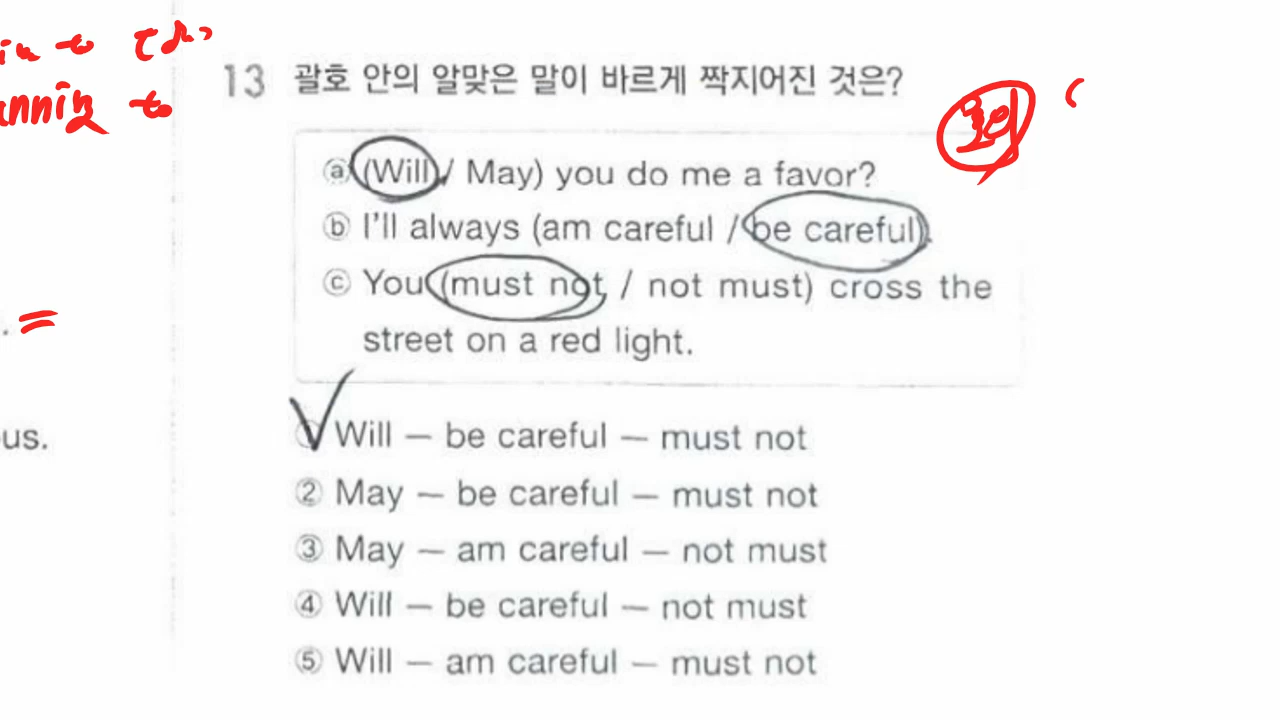 to
to
13 괄호 안의 알맞은 말이 바르게 짝지어진 것은?
ⓐ (Will / May) you do me a favor?
ⓑ I'll always (am careful / be careful).
ⓒ You (must not / not must) cross the
street on a red light.
us.
① Will – be careful – must not
② May – be careful – must not
③ May – am careful – not must
④ Will – be careful – not must
⑤ Will – am careful – must not